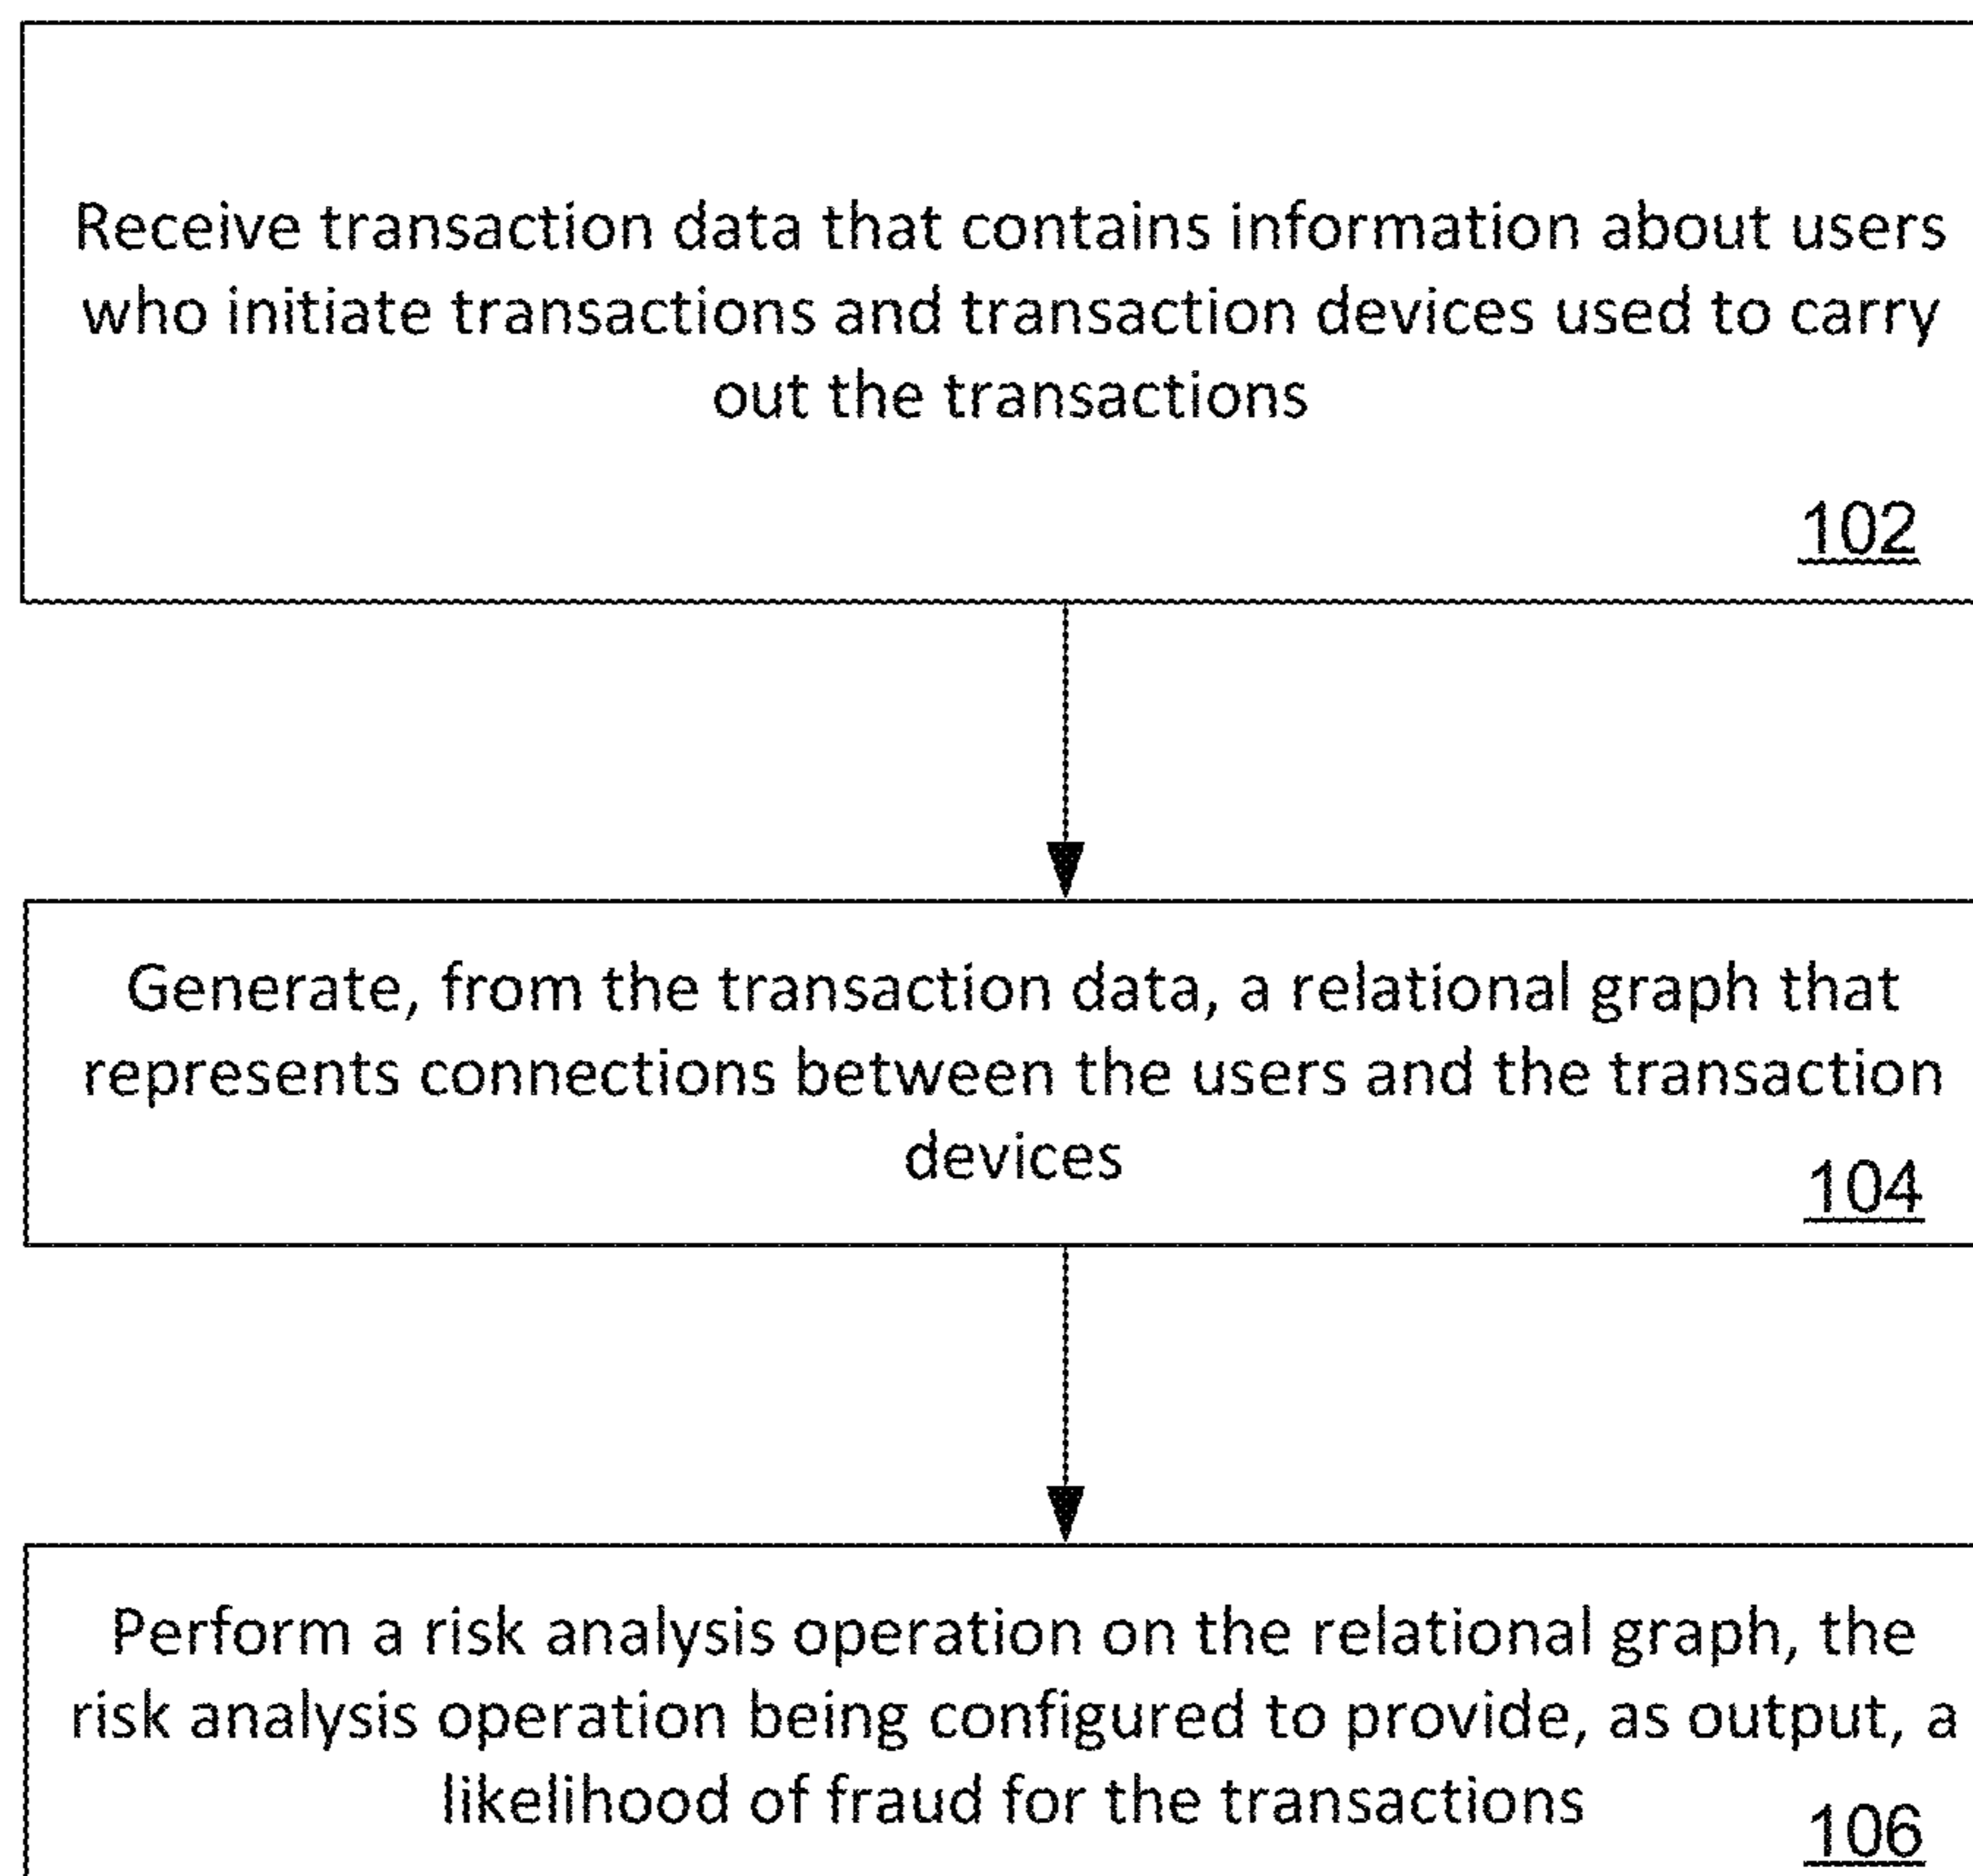 Receive transaction data that contains information about users
who initiate transactions and transaction devices used to carry
out the transactions
102
Generate, from the transaction data, a relational graph that
represents connections between the users and the transaction
devices
104
Perform a risk analysis operation on the relational graph, the
risk analysis operation being configured to provide, as output, a
likelihood of fraud for the transactions
106